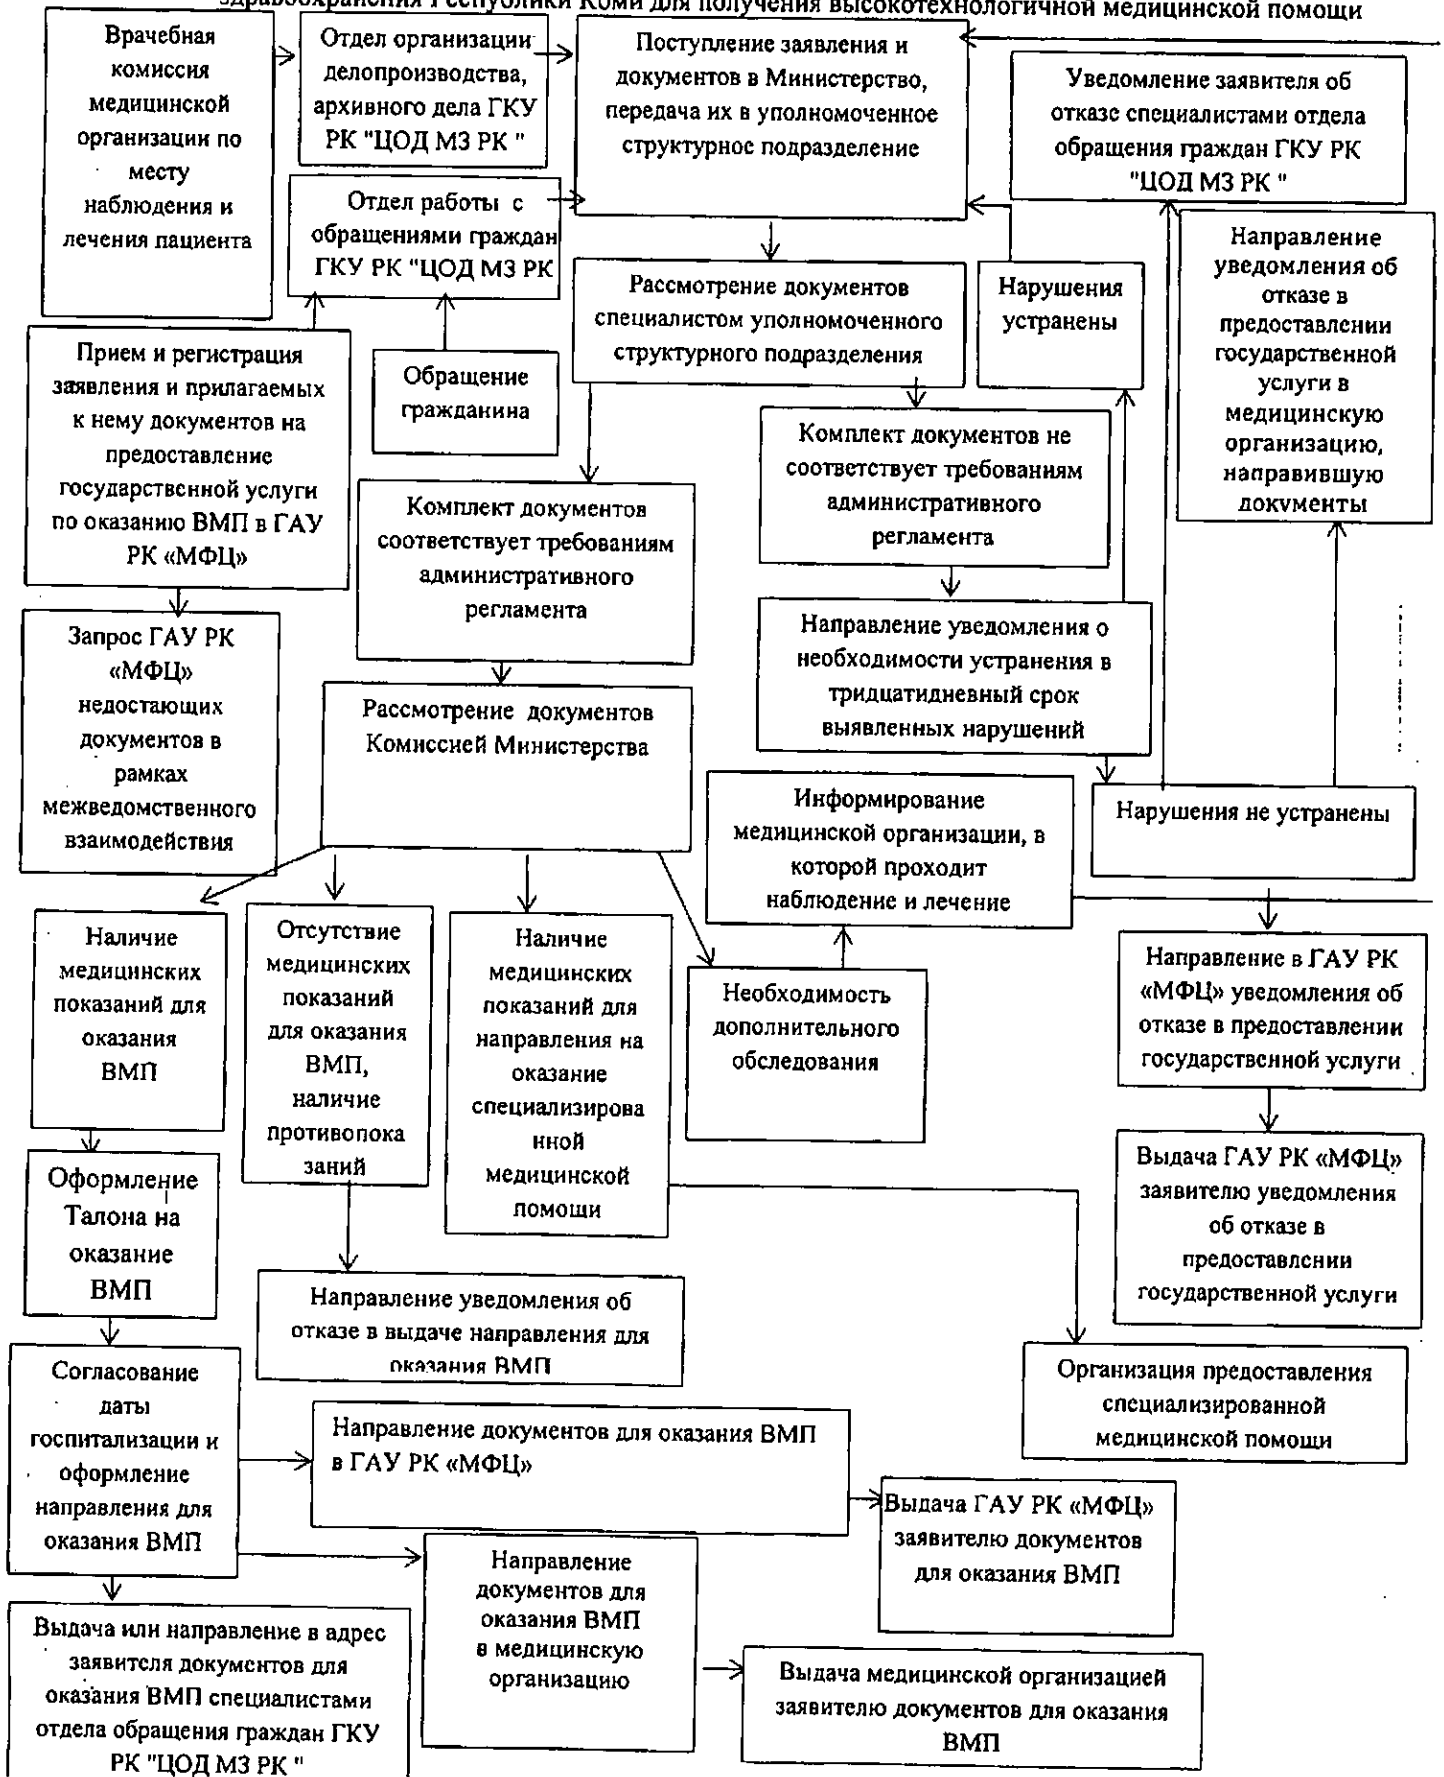 здравоохранения Республики Коми для получения высокотехнологичной медицинской помощи
Врачебная
комиссия
медицинской
организации по
месту
наблюдения и
лечения пациента
Отдел организации
делопроизводства,
архивного дела ГКУ
РК "ЦОД МЗ РК "
Поступление заявления и
документов в Министерство,
передача их в уполномоченное
структурное подразделение
Уведомление заявителя об
отказе специалистами отдела
обращения граждан ГКУ РК
"ЦОД МЗ РК "
Отдел работы с
обращениями граждан
ГКУ РК "ЦОД МЗ РК
Направление
уведомления об
отказе в
предоставлении
государственной
услуги в
медицинскую
организацию,
направившую
документы
Рассмотрение документов
специалистом уполномоченного
структурного подразделения
Нарушения
устранены
Прием и регистрация
заявления и прилагаемых
к нему документов на
предоставление
государственной услуги
по оказанию ВМП в ГАУ
РК «МФЦ»
Обращение
гражданина
Комплект документов не
соответствует требованиям
административного
регламента
Комплект документов
соответствует требованиям
административного
регламента
Запрос ГАУ РК
«МФЦ»
недостающих
документов в
рамках
межведомственного
взаимодействия
Направление уведомления о
необходимости устранения в
тридцатидневный срок
выявленных нарушений
Рассмотрение документов
Комиссией Министерства
Информирование
медицинской организации, в
которой проходит
наблюдение и лечение
Нарушения не устранены
Наличие
медицинских
показаний для
оказания
ВМП
Отсутствие
медицинских
показаний
для оказания
ВМП,
наличие
противопока
заний
Наличие
медицинских
показаний для
направления на
оказание
специализирова
нной
медицинской
помощи
Необходимость
дополнительного
обследования
Направление в ГАУ РК
«МФЦ» уведомления об
отказе в предоставлении
государственной услуги
Выдача ГАУ РК «МФЦ»
заявителю уведомления
об отказе в
предоставлении
государственной услуги
Оформление
Талона на
оказание
ВМП
Направление уведомления об
отказе в выдаче направления для
оказания ВМП
Согласование
даты
госпитализации и
оформление
направления для
оказания ВМП
Организация предоставления
специализированной
медицинской помощи
Направление документов для оказания ВМП
в ГАУ РК «МФЦ»
Выдача ГАУ РК «МФЦ»
заявителю документов
для оказания ВМП
Направление
документов для
оказания ВМП
в медицинскую
организацию
Выдача или направление в адрес
заявителя документов для
оказания ВМП специалистами
отдела обращения граждан ГКУ
РК "ЦОД МЗ РК "
Выдача медицинской организацией
заявителю документов для оказания
ВМП